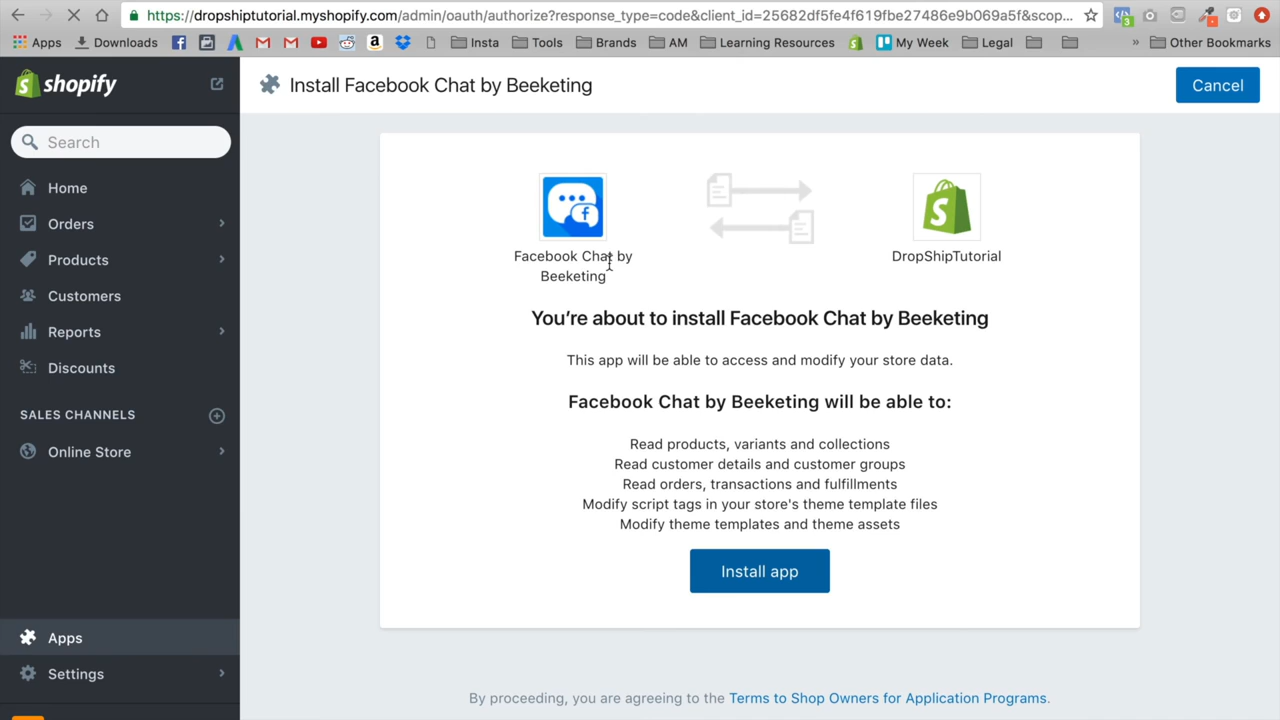 https://dropshiptutorial.myshopify.com/admin/oauth/authorize?response_type=code&client_id=25682df5fe4f619fbe27486e9b069a5f&scop...
3
Apps Downloads Insta Tools Brands AM Learning Resources My Week Legal » Other Bookmarks
shopify
Install Facebook Chat by Beeketing
Cancel
Search
Home
Orders
Products
Customers
Reports
Discounts
SALES CHANNELS
Online Store
Apps
Settings
Facebook Chat by
Beeketing
DropShipTutorial
You’re about to install Facebook Chat by Beeketing
This app will be able to access and modify your store data.
Facebook Chat by Beeketing will be able to:
Read products, variants and collections
Read customer details and customer groups
Read orders, transactions and fulfillments
Modify script tags in your store's theme template files
Modify theme templates and theme assets
Install app
By proceeding, you are agreeing to the Terms to Shop Owners for Application Programs.